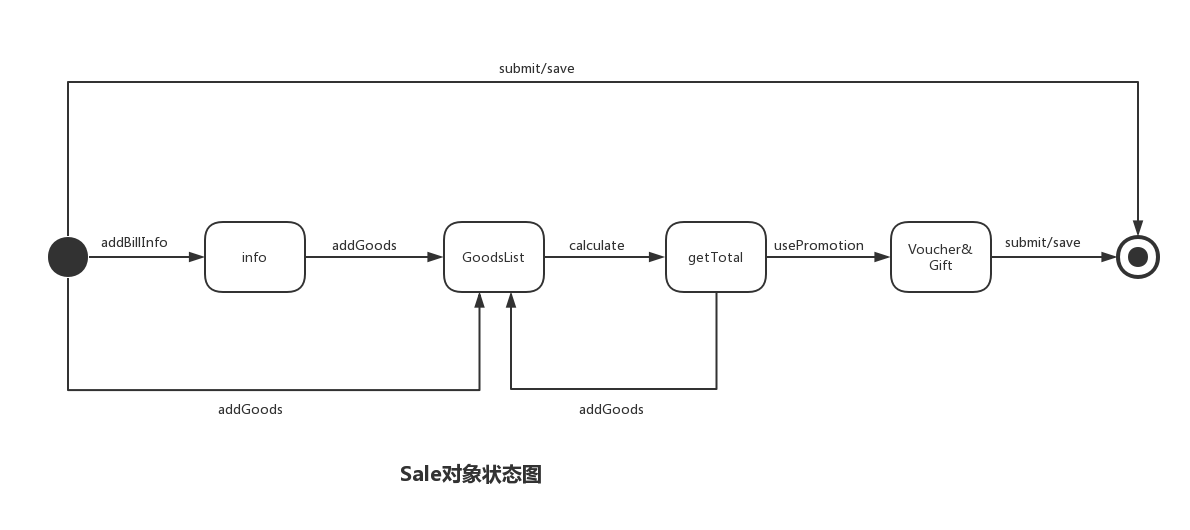 submit/save
addBillInfo
info
addGoods
GoodsList
calculate
getTotal
usePromotion
Voucher&
Gift
submit/save
addGoods
addGoods
Sale对象状态图